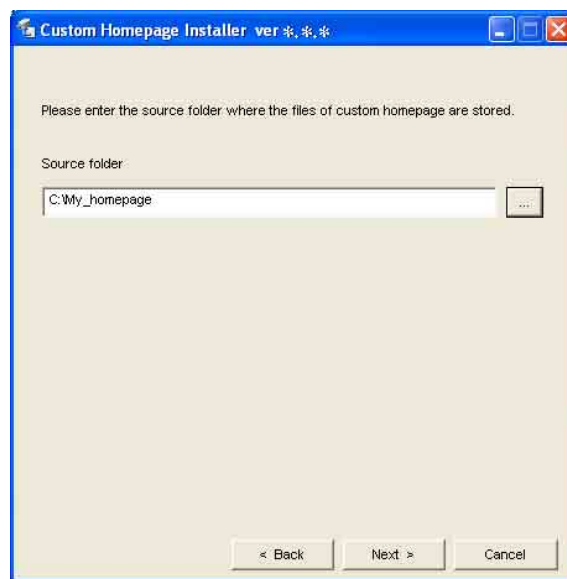 Custom Homepage Installer ver *.*.*
Please enter the source folder where the files of custom homepage are stored.
Source folder
C:\My_homepage
...
< Back
Next >
Cancel